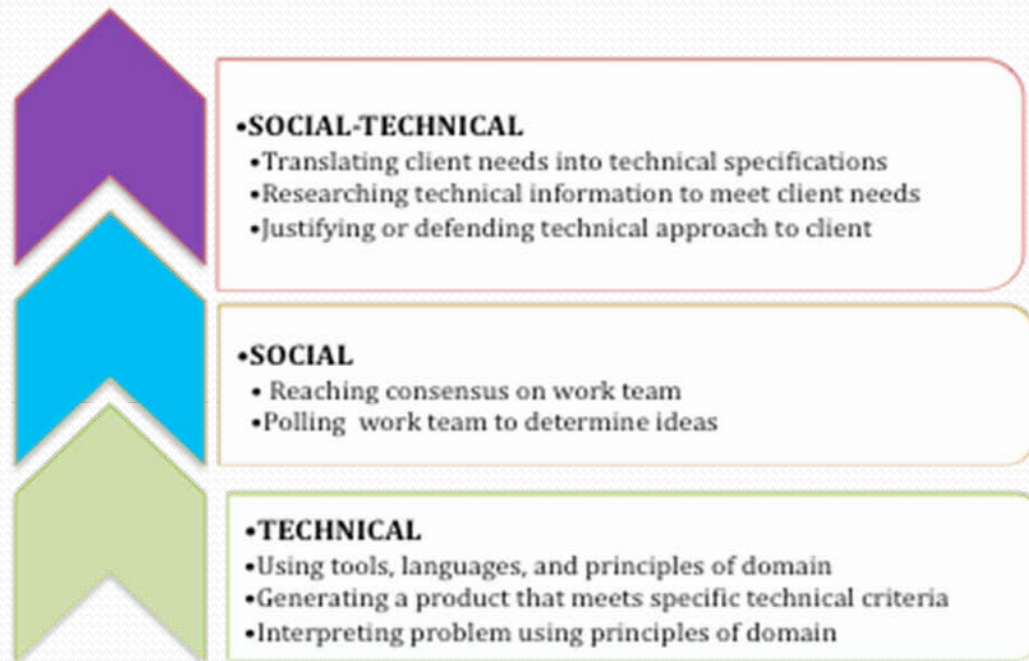 •SOCIAL-TECHNICAL
•Translating client needs into technical specifications
•Researching technical information to meet client needs
•Justifying or defending technical approach to client
•SOCIAL
• Reaching consensus on work team
•Polling work team to determine ideas
•TECHNICAL
•Using tools, languages, and principles of domain
•Generating a product that meets specific technical criteria
•Interpreting problem using principles of domain